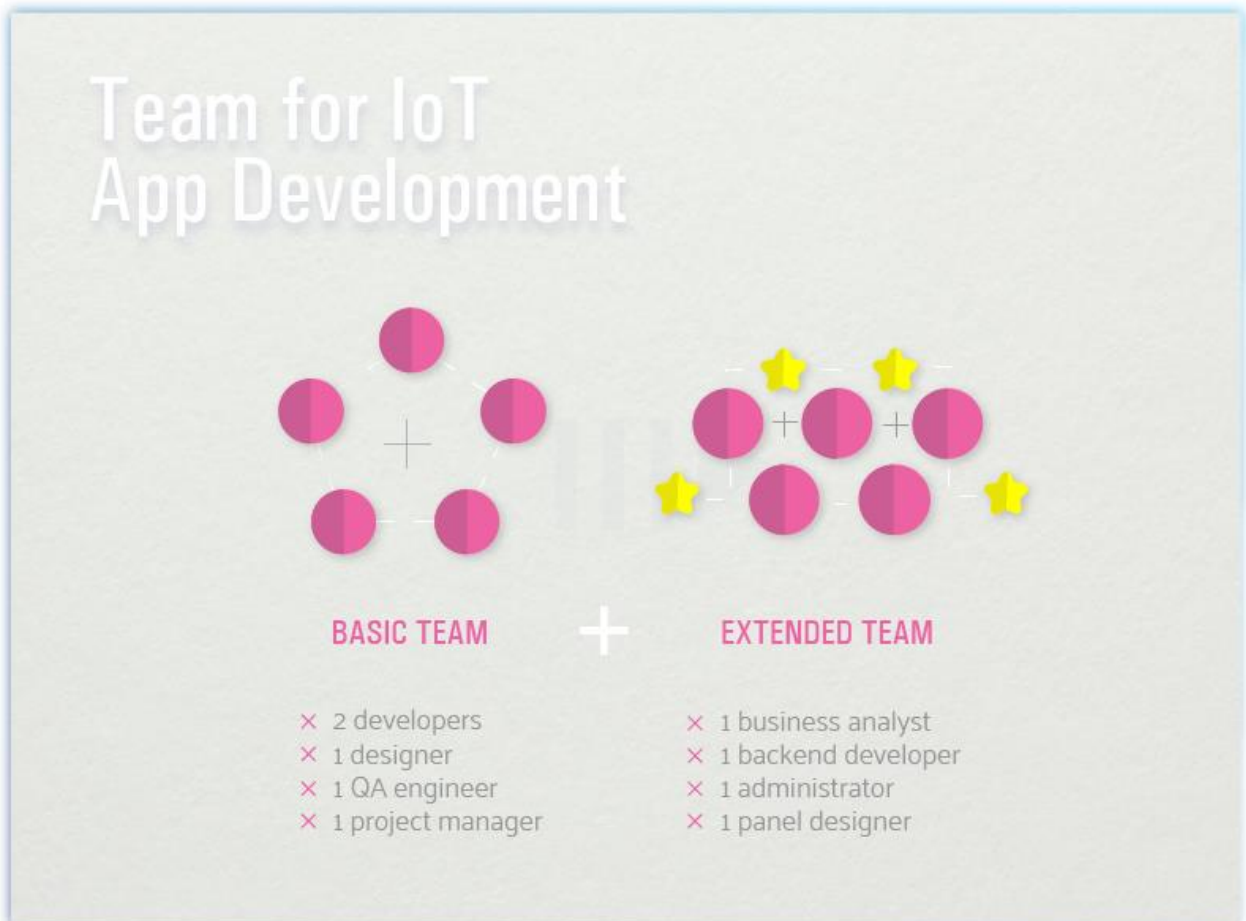 Team for IoT
App Development
BASIC TEAM
+
EXTENDED TEAM
× 2 developers
× 1 designer
× 1 QA engineer
× 1 project manager
× 1 business analyst
× 1 backend developer
× 1 administrator
× 1 panel designer